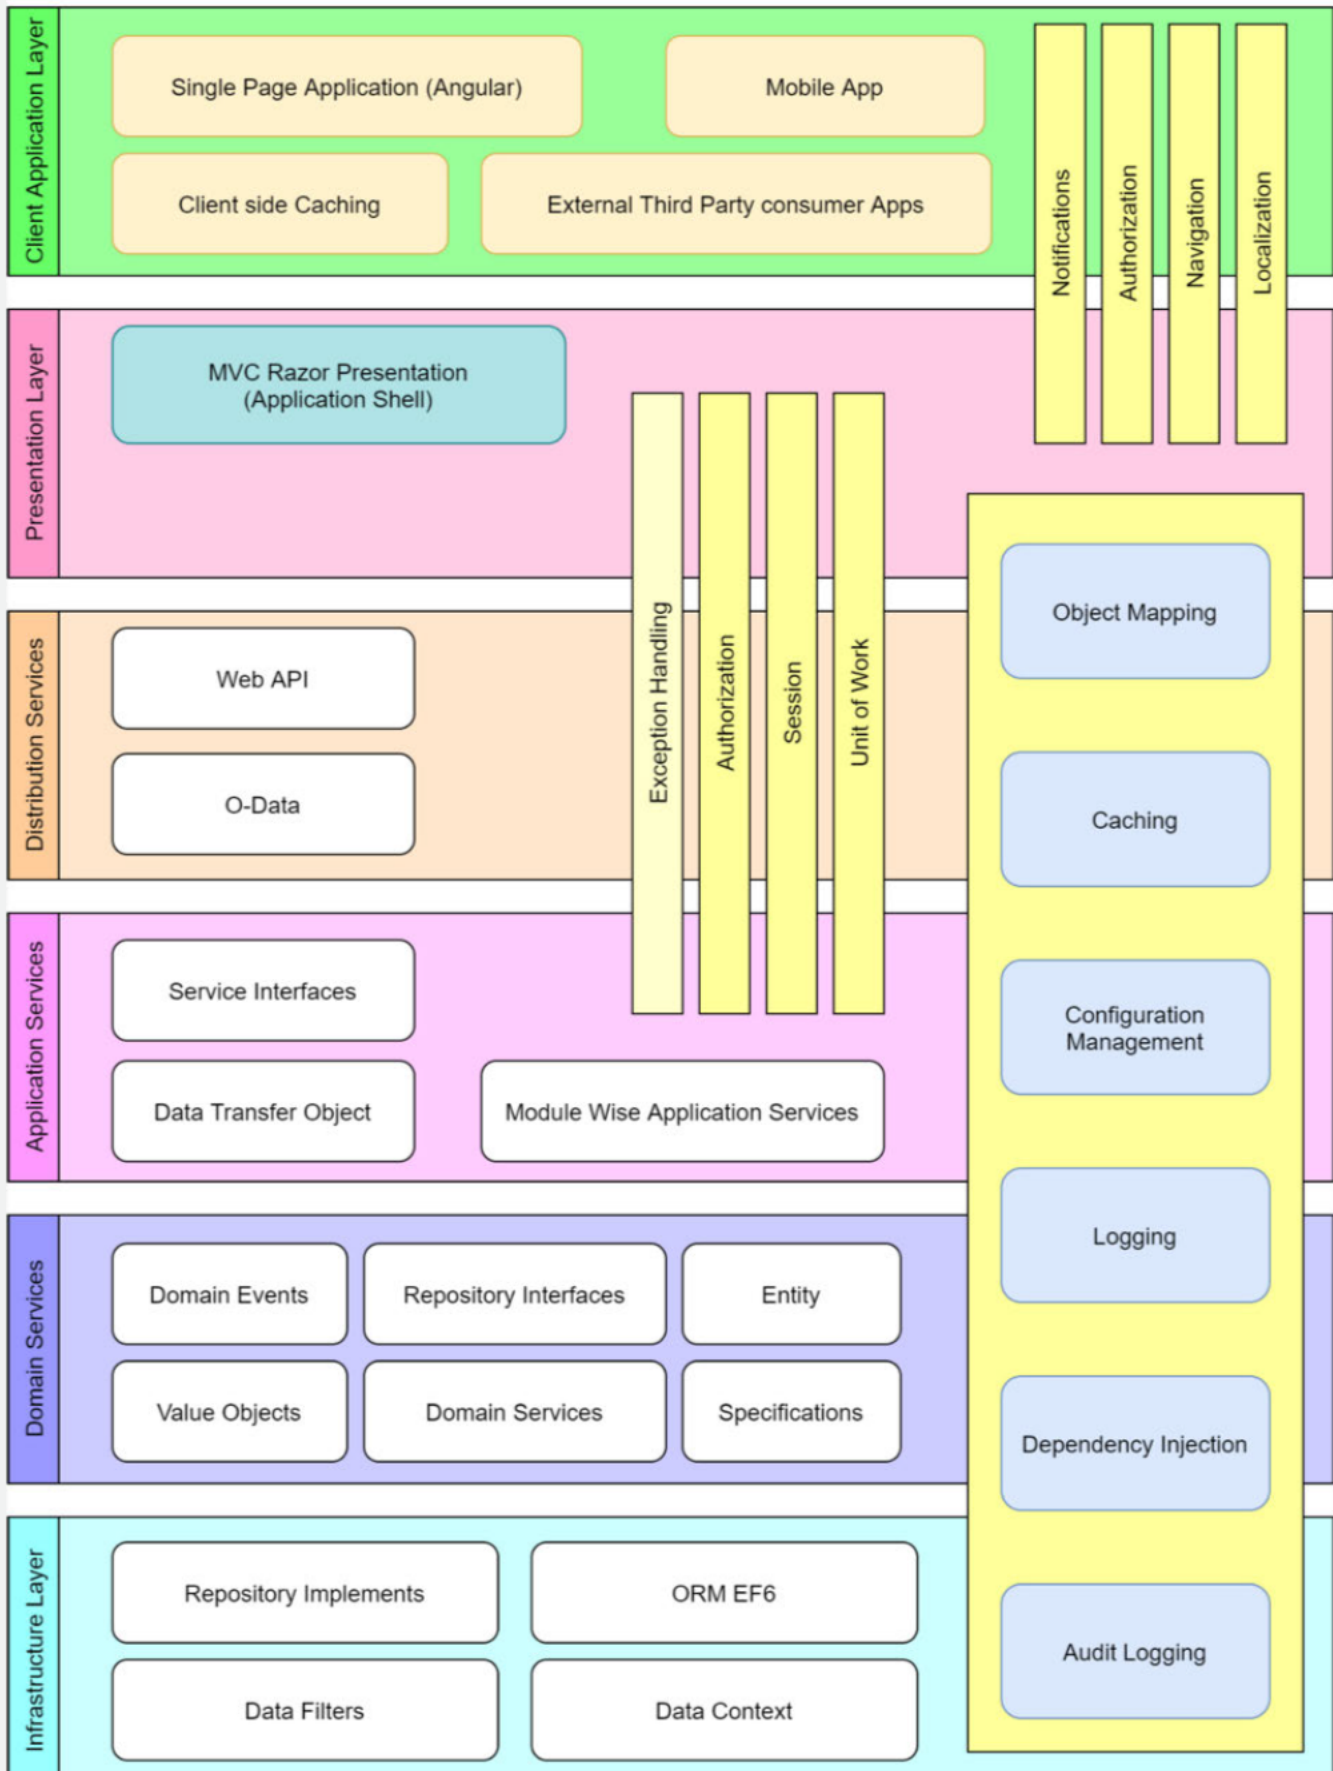 Client Application Layer
Single Page Application (Angular)
Mobile App
Client side Caching
External Third Party consumer Apps
Notifications
Authorization
Navigation
Localization
Presentation Layer
MVC Razor Presentation
(Application Shell)
Exception Handling
Authorization
Session
Unit of Work
Object Mapping
Caching
Configuration
Management
Logging
Dependency Injection
Audit Logging
Distribution Services
Web API
O-Data
Application Services
Service Interfaces
Data Transfer Object
Module Wise Application Services
Domain Services
Domain Events
Repository Interfaces
Entity
Value Objects
Domain Services
Specifications
Infrastructure Layer
Repository Implements
ORM EF6
Data Filters
Data Context